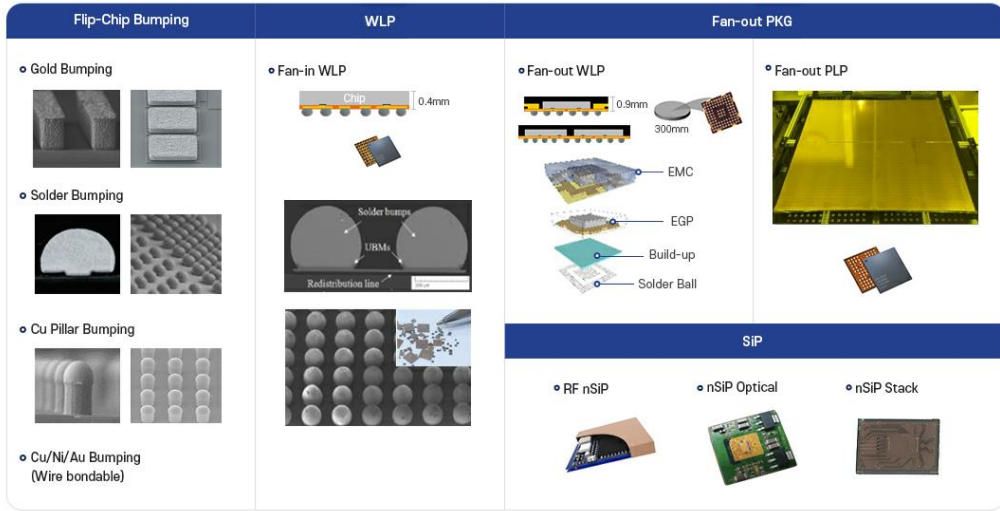 Flip-Chip Bumping
WLP
Fan-out PKG
Gold Bumping
Solder Bumping
Cu Pillar Bumping
Cu/Ni/Au Bumping
(Wire bondable)
Fan-in WLP
Chip
0.4mm
Solder bumps
UBMs
Redistribution line
Fan-out WLP
0.9mm
300mm
EMC
EGP
Build-up
Solder Ball
Fan-out PLP
SiP
RF nSiP
nSiP Optical
nSiP Stack